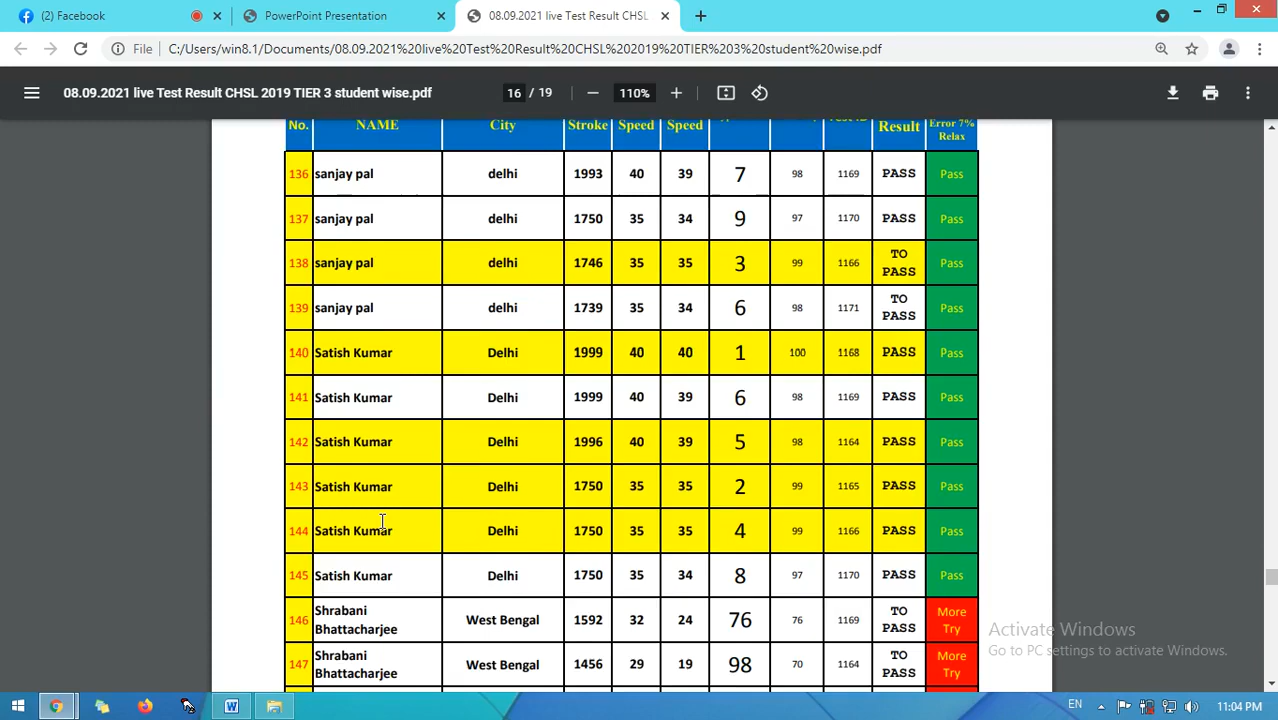 (2) Facebook
PowerPoint Presentation
08.09.2021 live Test Result CHSL
File C:/Users/win8.1/Documents/08.09.2021%20live%20Test%20Result%20CHSL%202019%20TIER%203%20student%20wise.pdf
08.09.2021 live Test Result CHSL 2019 TIER 3 student wise.pdf
16 / 19
110%
No. NAME City Stroke Speed Speed Result Error 7%
Relax
136 sanjay pal delhi 1993 40 39 7 98 1169 PASS Pass
137 sanjay pal delhi 1750 35 34 9 97 1170 PASS Pass
138 sanjay pal delhi 1746 35 35 3 99 1166 TO PASS Pass
139 sanjay pal delhi 1739 35 34 6 98 1171 TO PASS Pass
140 Satish Kumar Delhi 1999 40 40 1 100 1168 PASS Pass
141 Satish Kumar Delhi 1999 40 39 6 98 1169 PASS Pass
142 Satish Kumar Delhi 1996 40 39 5 98 1164 PASS Pass
143 Satish Kumar Delhi 1750 35 35 2 99 1165 PASS Pass
144 Satish Kumar Delhi 1750 35 35 4 99 1166 PASS Pass
145 Satish Kumar Delhi 1750 35 34 8 97 1170 PASS Pass
146 Shrabani Bhattacharjee West Bengal 1592 32 24 76 76 1169 TO PASS More Try
147 Shrabani Bhattacharjee West Bengal 1456 29 19 98 70 1164 TO PASS More Try
Activate Windows
Go to PC settings to activate Windows.
EN
11:04 PM